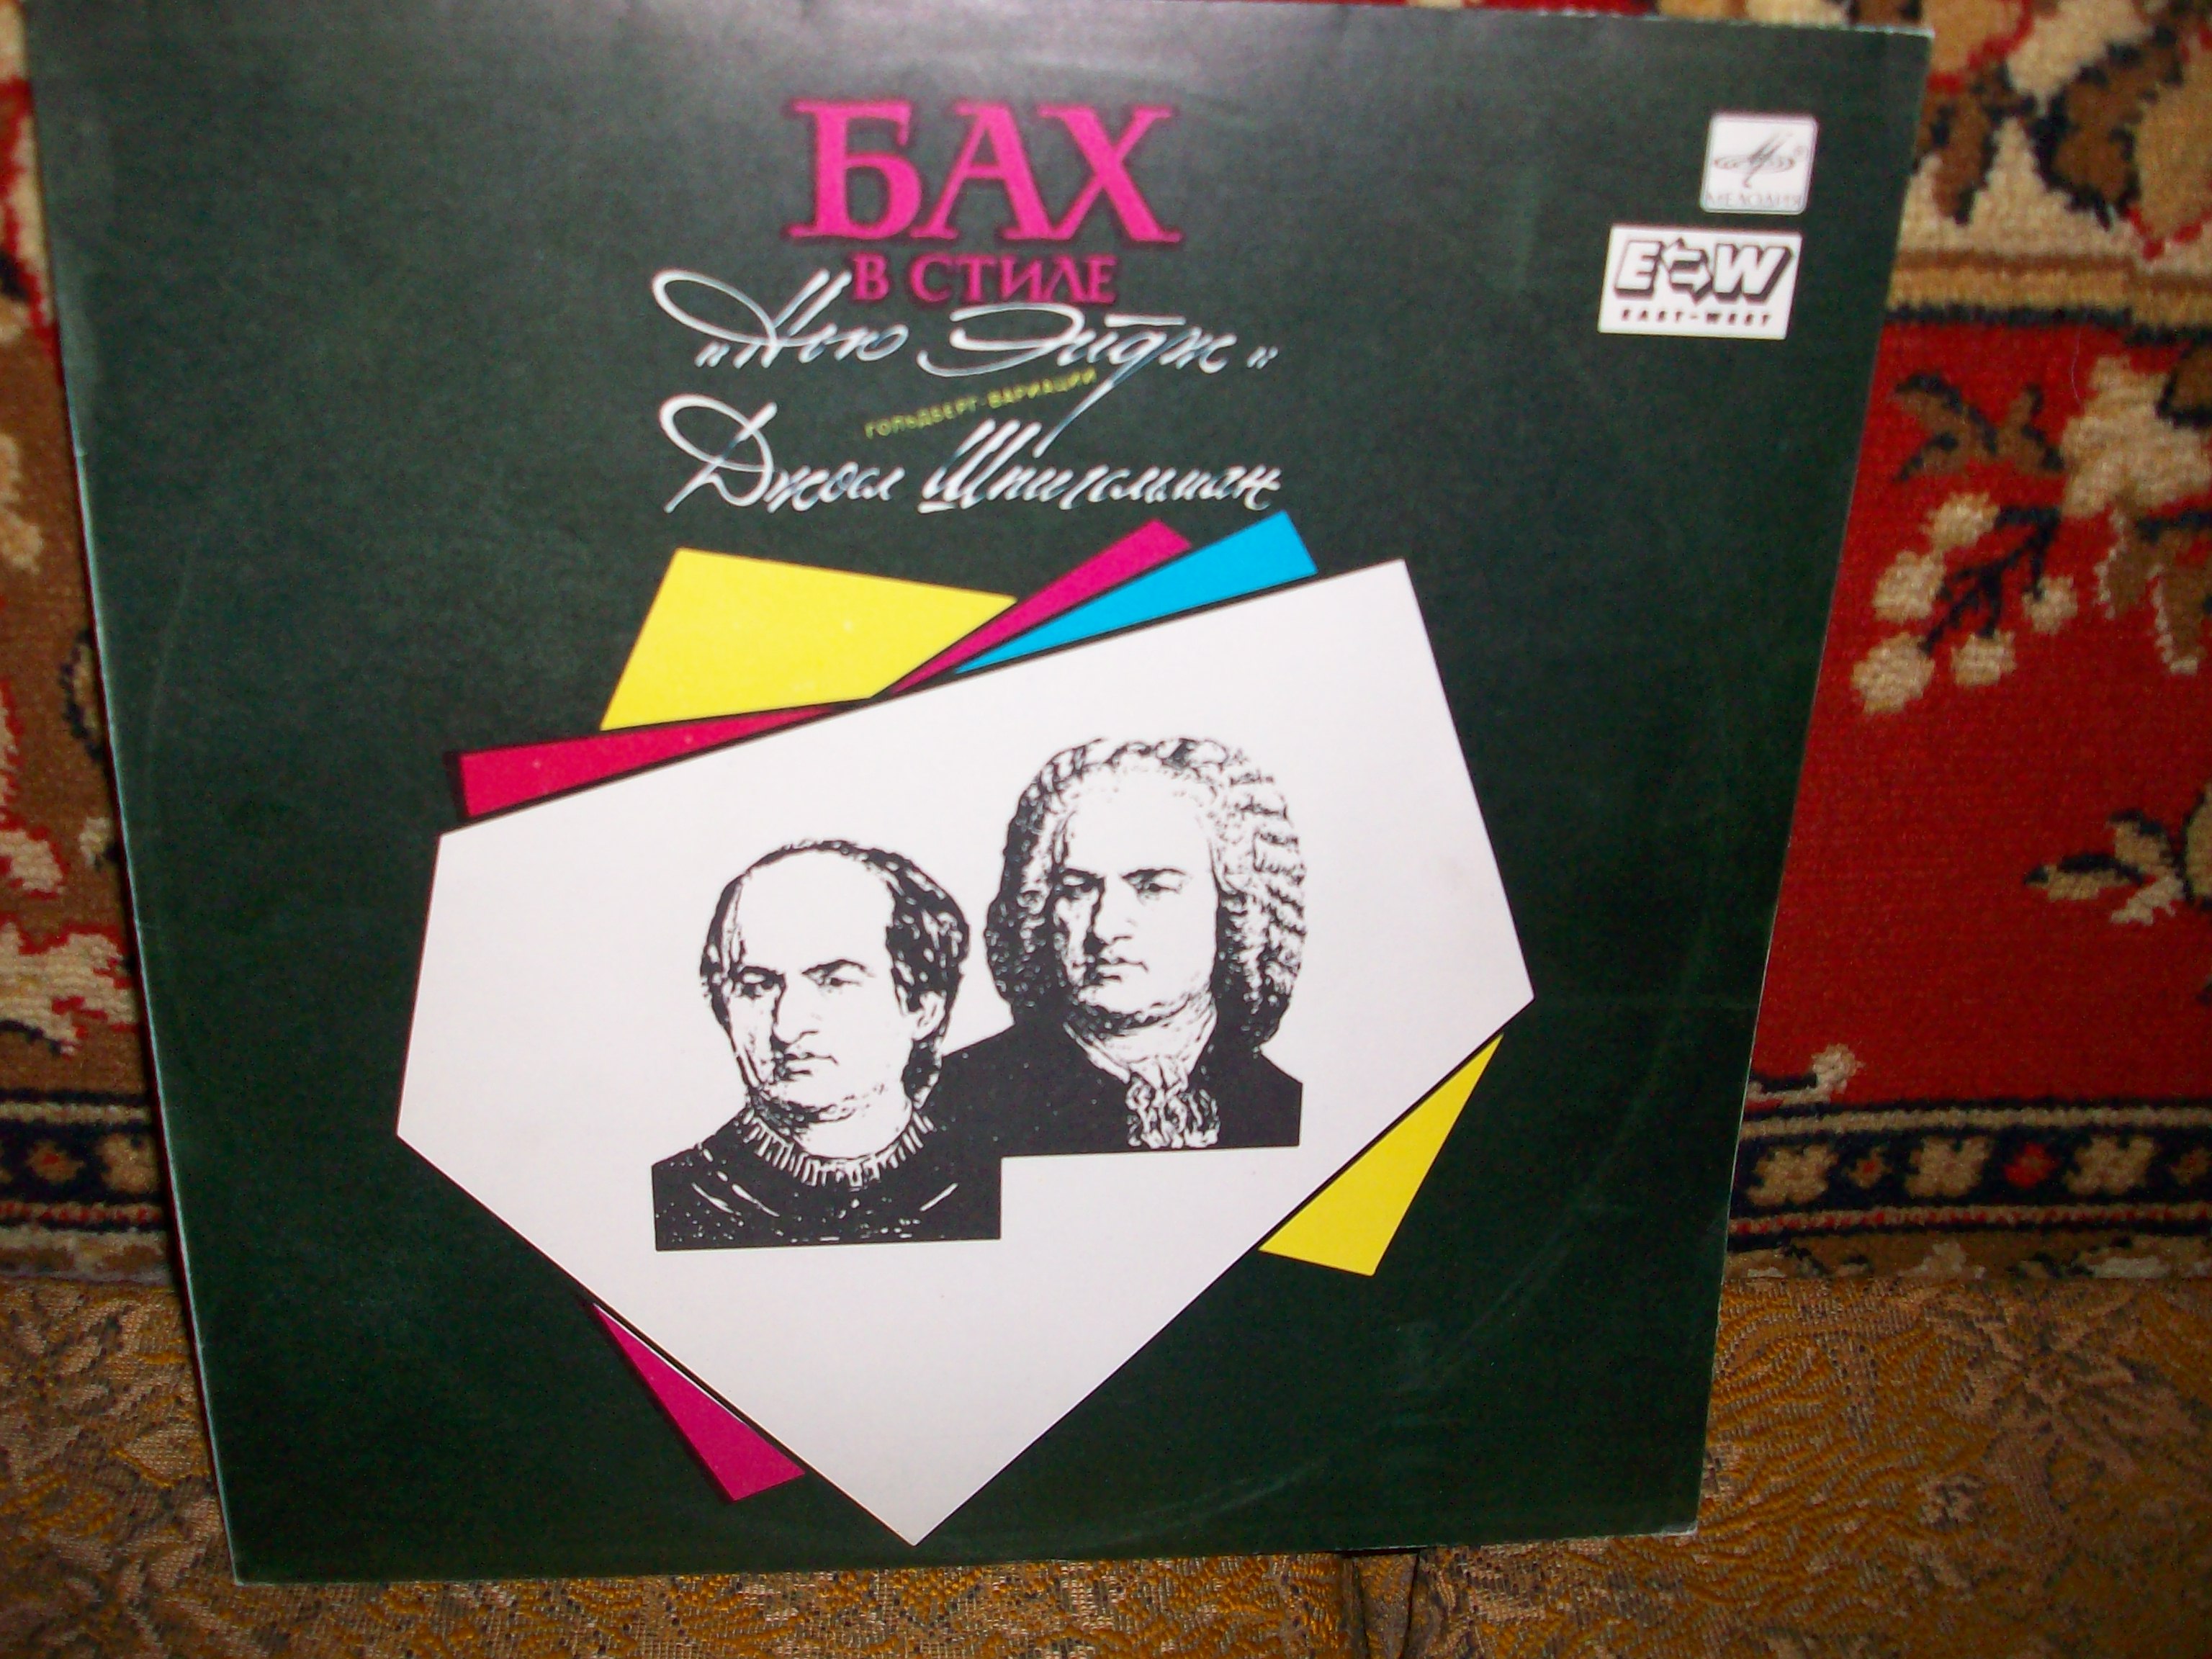 БАХ
В СТИЛЕ
„Нью Эйдж“
ГОЛЬДБЕРГ-ВАРИАЦИИ
Джоэл Шпигельман
МЕЛОДИЯ
E W
EAST-WEST